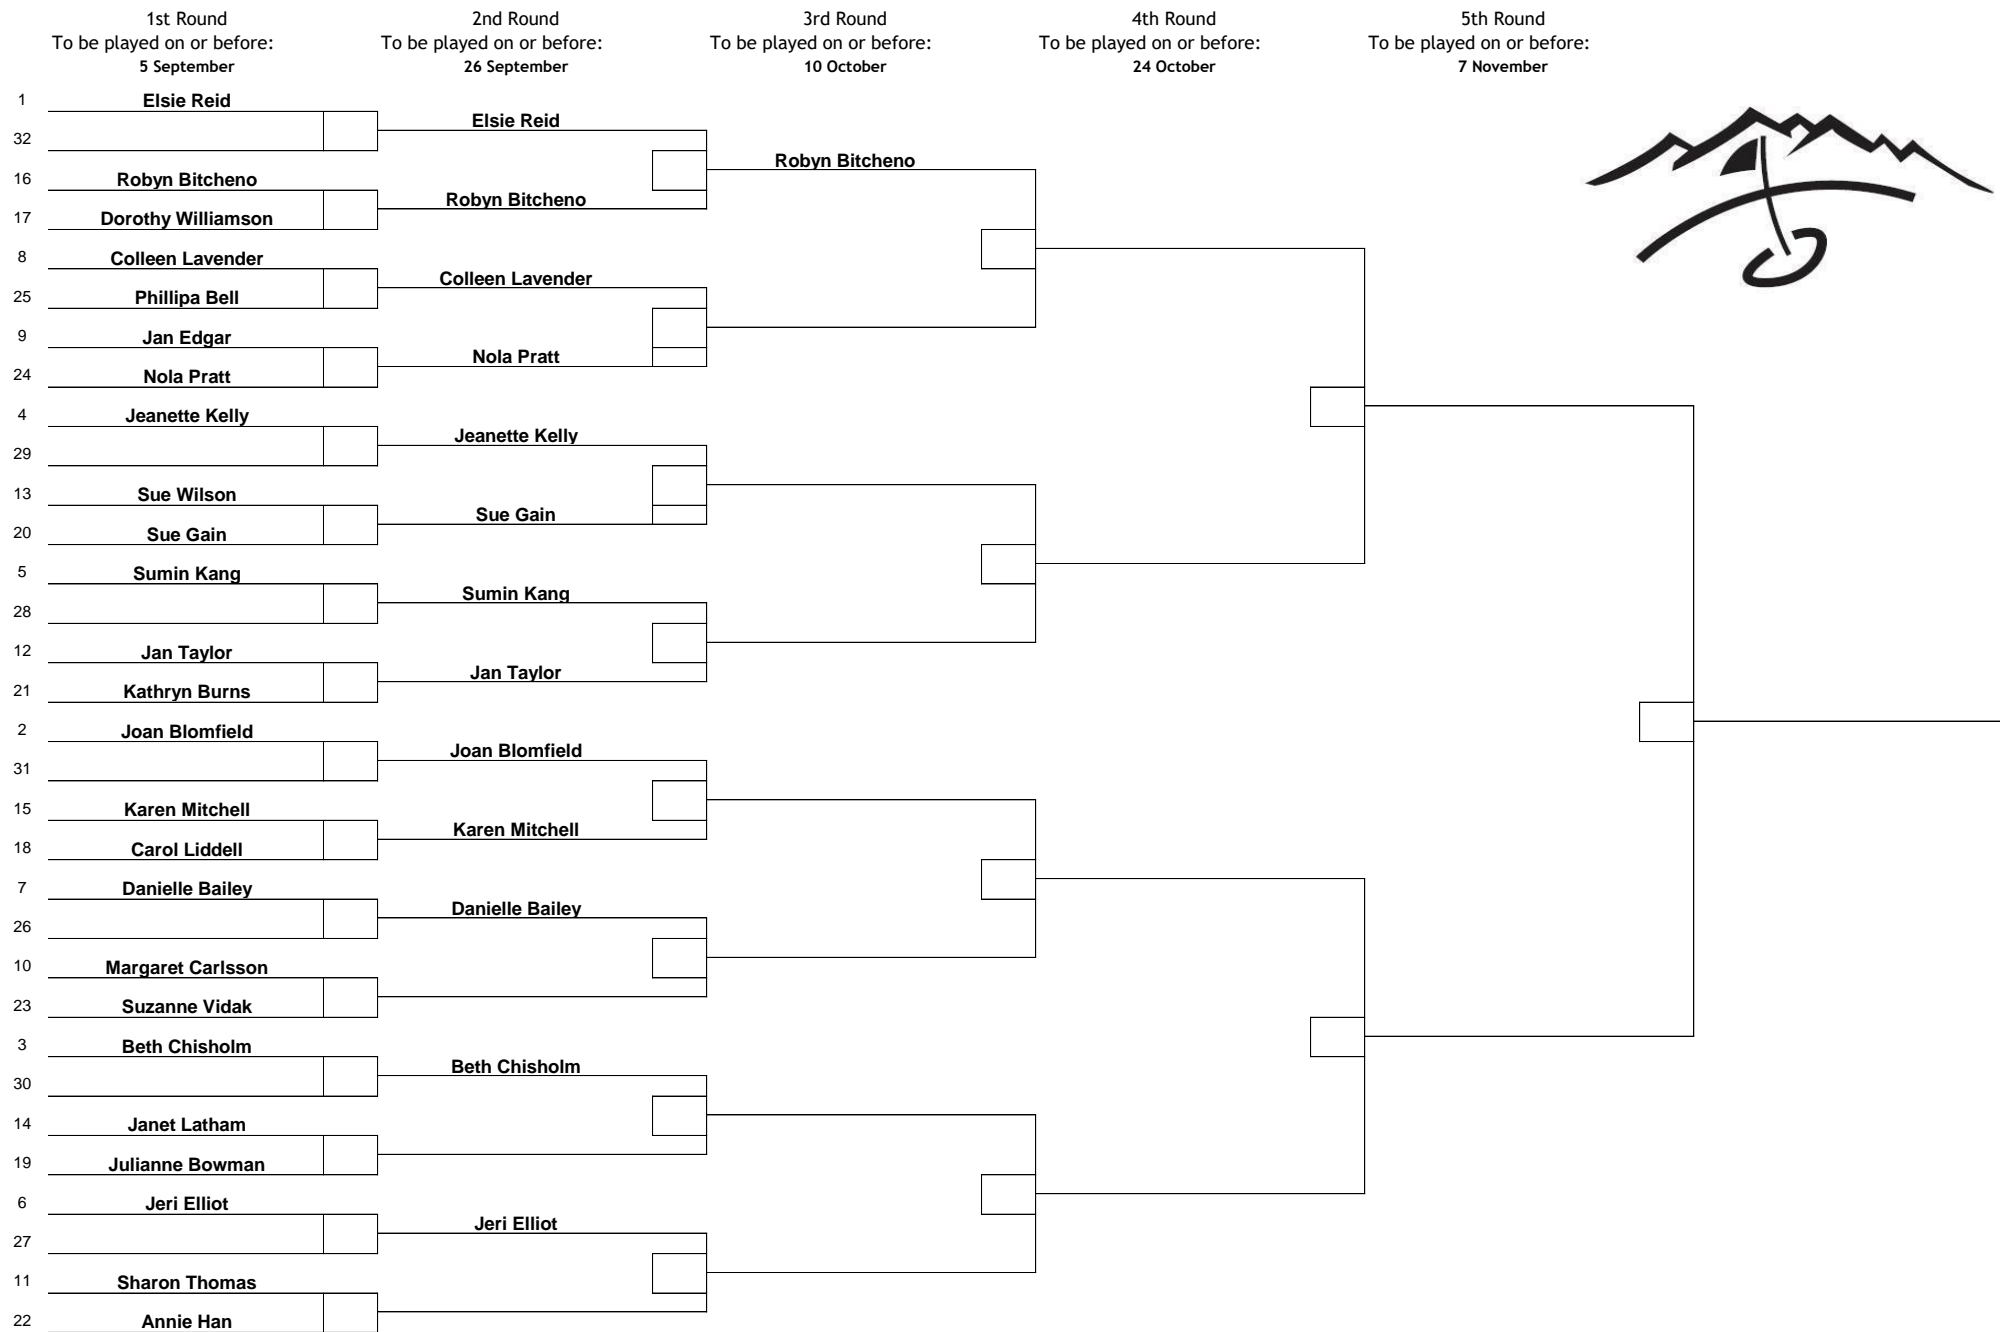 1st Round 2nd Round 3rd Round 4th Round 5th Round
To be played on or before: To be played on or before: To be played on or before: To be played on or before: To be played on or before:
5 September 26 September 10 October 24 October 7 November
1 Elsie Reid
Elsie Reid
32
Robyn Bitcheno
16 Robyn Bitcheno
Robyn Bitcheno
17 Dorothy Williamson
8 Colleen Lavender
Colleen Lavender
25 Phillipa Bell
9 Jan Edgar
Nola Pratt
24 Nola Pratt
4 Jeanette Kelly
Jeanette Kelly
29
13 Sue Wilson
Sue Gain
20 Sue Gain
5 Sumin Kang
Sumin Kang
28
12 Jan Taylor
Jan Taylor
21 Kathryn Burns
2 Joan Blomfield
Joan Blomfield
31
15 Karen Mitchell
Karen Mitchell
18 Carol Liddell
7 Danielle Bailey
Danielle Bailey
26
10 Margaret Carlsson
23 Suzanne Vidak
3 Beth Chisholm
Beth Chisholm
30
14 Janet Latham
19 Julianne Bowman
6 Jeri Elliot
Jeri Elliot
27
11 Sharon Thomas
22 Annie Han